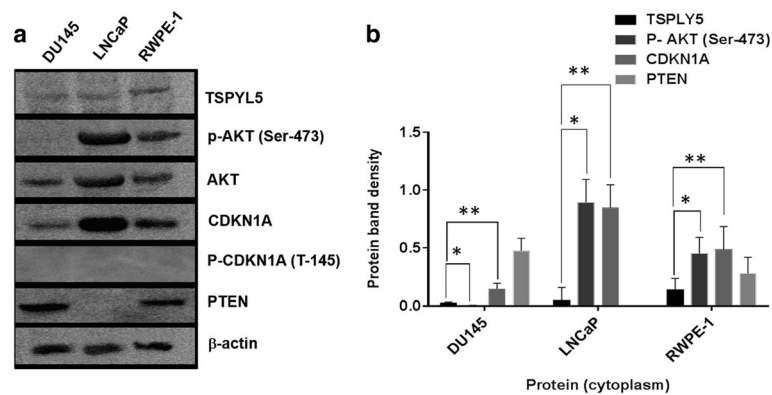 a
DU145
LNCaP
RWPE-1
TSPYL5
p-AKT (Ser-473)
AKT
CDKN1A
P-CDKN1A (T-145)
PTEN
β-actin
b
TSPLY5
P- AKT (Ser-473)
CDKN1A
PTEN
Protein band density
1.5
1.0
0.5
0.0
**
*
**
*
**
*
DU145
LNCaP
RWPE-1
Protein (cytoplasm)